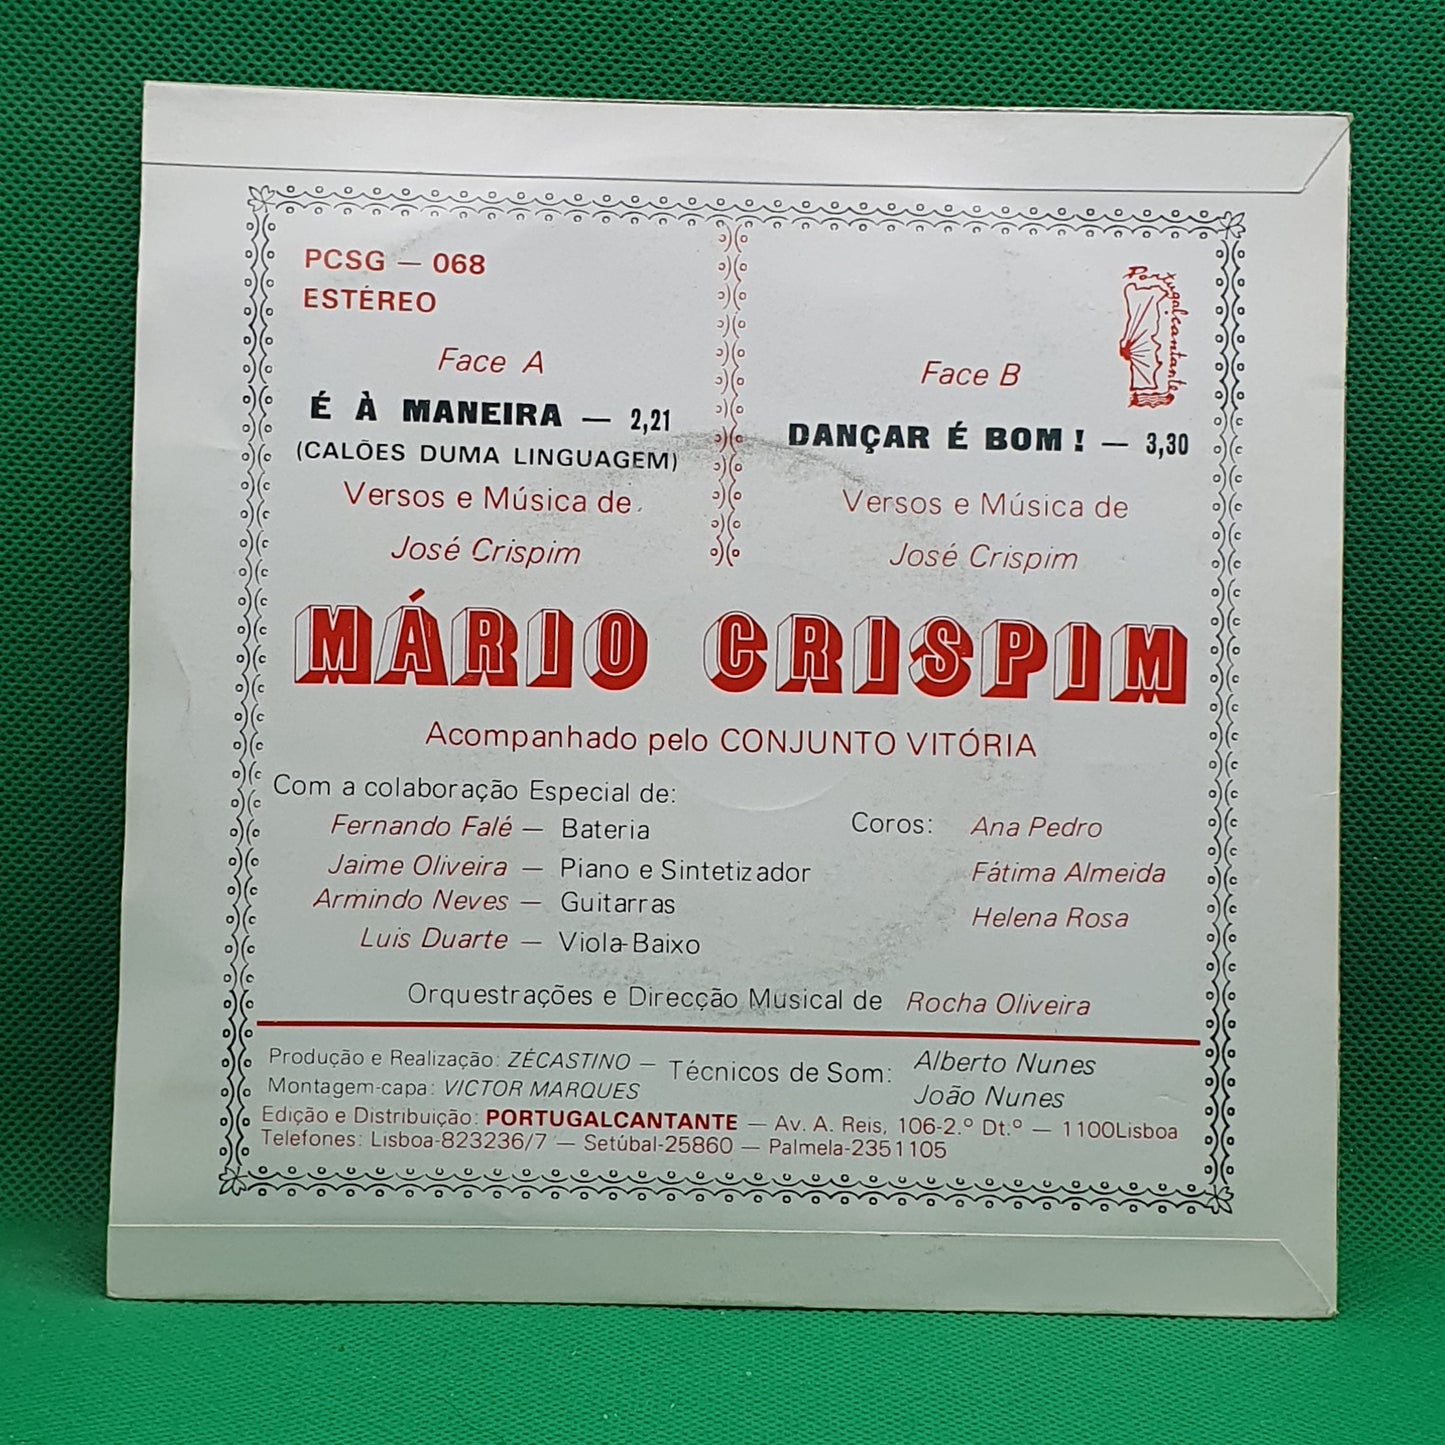 PCSG — 068
ESTÉREO
Face A
É À MANEIRA — 2,21
(CALÕES DUMA LINGUAGEM)
Versos e Música de
José Crispim
Portugalcantante
Face B
DANÇAR É BOM! — 3,30
Versos e Música de
José Crispim
MÁRIO CRISPIM
Acompanhado pelo CONJUNTO VITÓRIA
Com a colaboração Especial de:
Fernando Falé — Bateria
Jaime Oliveira — Piano e Sintetizador
Armindo Neves — Guitarras
Luis Duarte — Viola-Baixo
Coros: Ana Pedro
Fátima Almeida
Helena Rosa
Orquestrações e Direcção Musical de Rocha Oliveira
Produção e Realização: ZÉCASTINO — Técnicos de Som: Alberto Nunes
Montagem-capa: VICTOR MARQUES João Nunes
Edição e Distribuição: PORTUGALCANTANTE — Av. A. Reis, 106-2.º Dt.º — 1100Lisboa
Telefones: Lisboa-823236/7 — Setúbal-25860 — Palmela-2351105